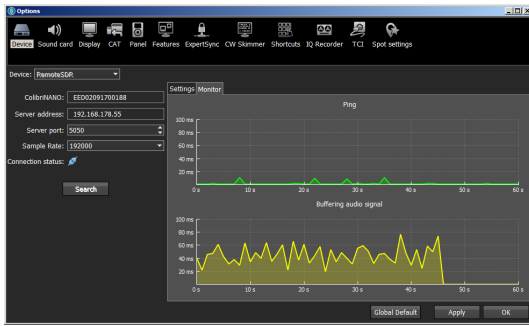 Options
Device Sound card Display CAT Panel Features ExpertSync CW Skimmer Shortcuts IQ Recorder TCI Spot settings
Device: RemoteSDR
Settings Monitor
ColibriNANO: EED02091700188
Server address: 192.168.178.55
Server port: 5050
Sample Rate: 192000
Connection status:
Search
Ping
100 ms
80 ms
60 ms
40 ms
20 ms
0 s 10 s 20 s 30 s 40 s 50 s 60 s
Buffering audio signal
100 ms
80 ms
60 ms
40 ms
20 ms
0 s 10 s 20 s 30 s 40 s 50 s 60 s
Global Default Apply OK